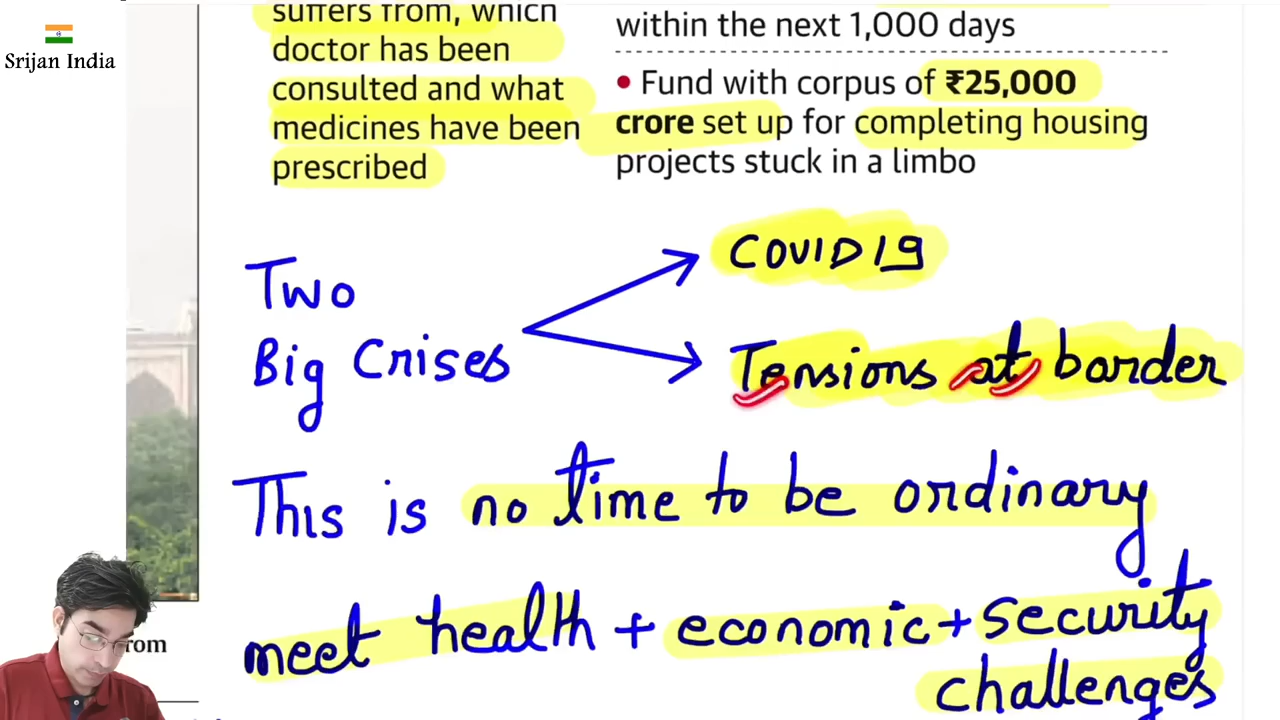 Srijan India
suffers from, which
doctor has been
consulted and what
medicines have been
prescribed
within the next 1,000 days
• Fund with corpus of ₹25,000
crore set up for completing housing
projects stuck in a limbo
Two
Big Crises
COVID19
Tensions at border
This is no time to be ordinary
meet health + economic + security
challenges
rom